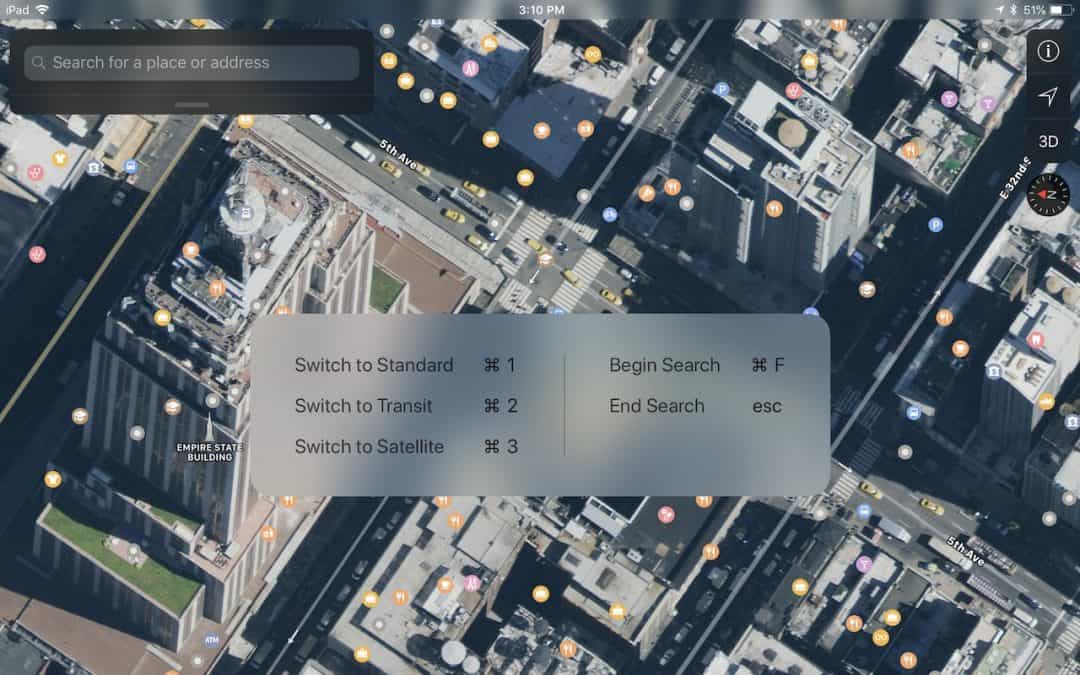 iPad 3:10 PM 51%
Search for a place or address
3D
5th Ave
E 32nd S
P
P
EMPIRE STATE
BUILDING
Switch to Standard ⌘ 1
Switch to Transit ⌘ 2
Switch to Satellite ⌘ 3
Begin Search ⌘ F
End Search esc
5th Ave
ATM